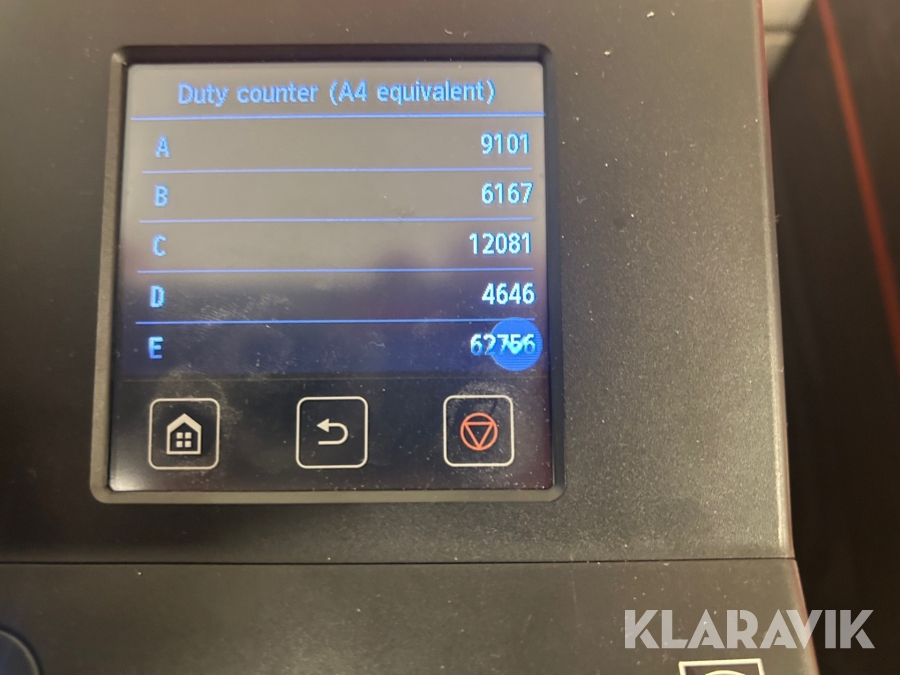 Duty counter (A4 equivalent)
A 9101
B 6167
C 12081
D 4646
E 62756
KLARAVIK